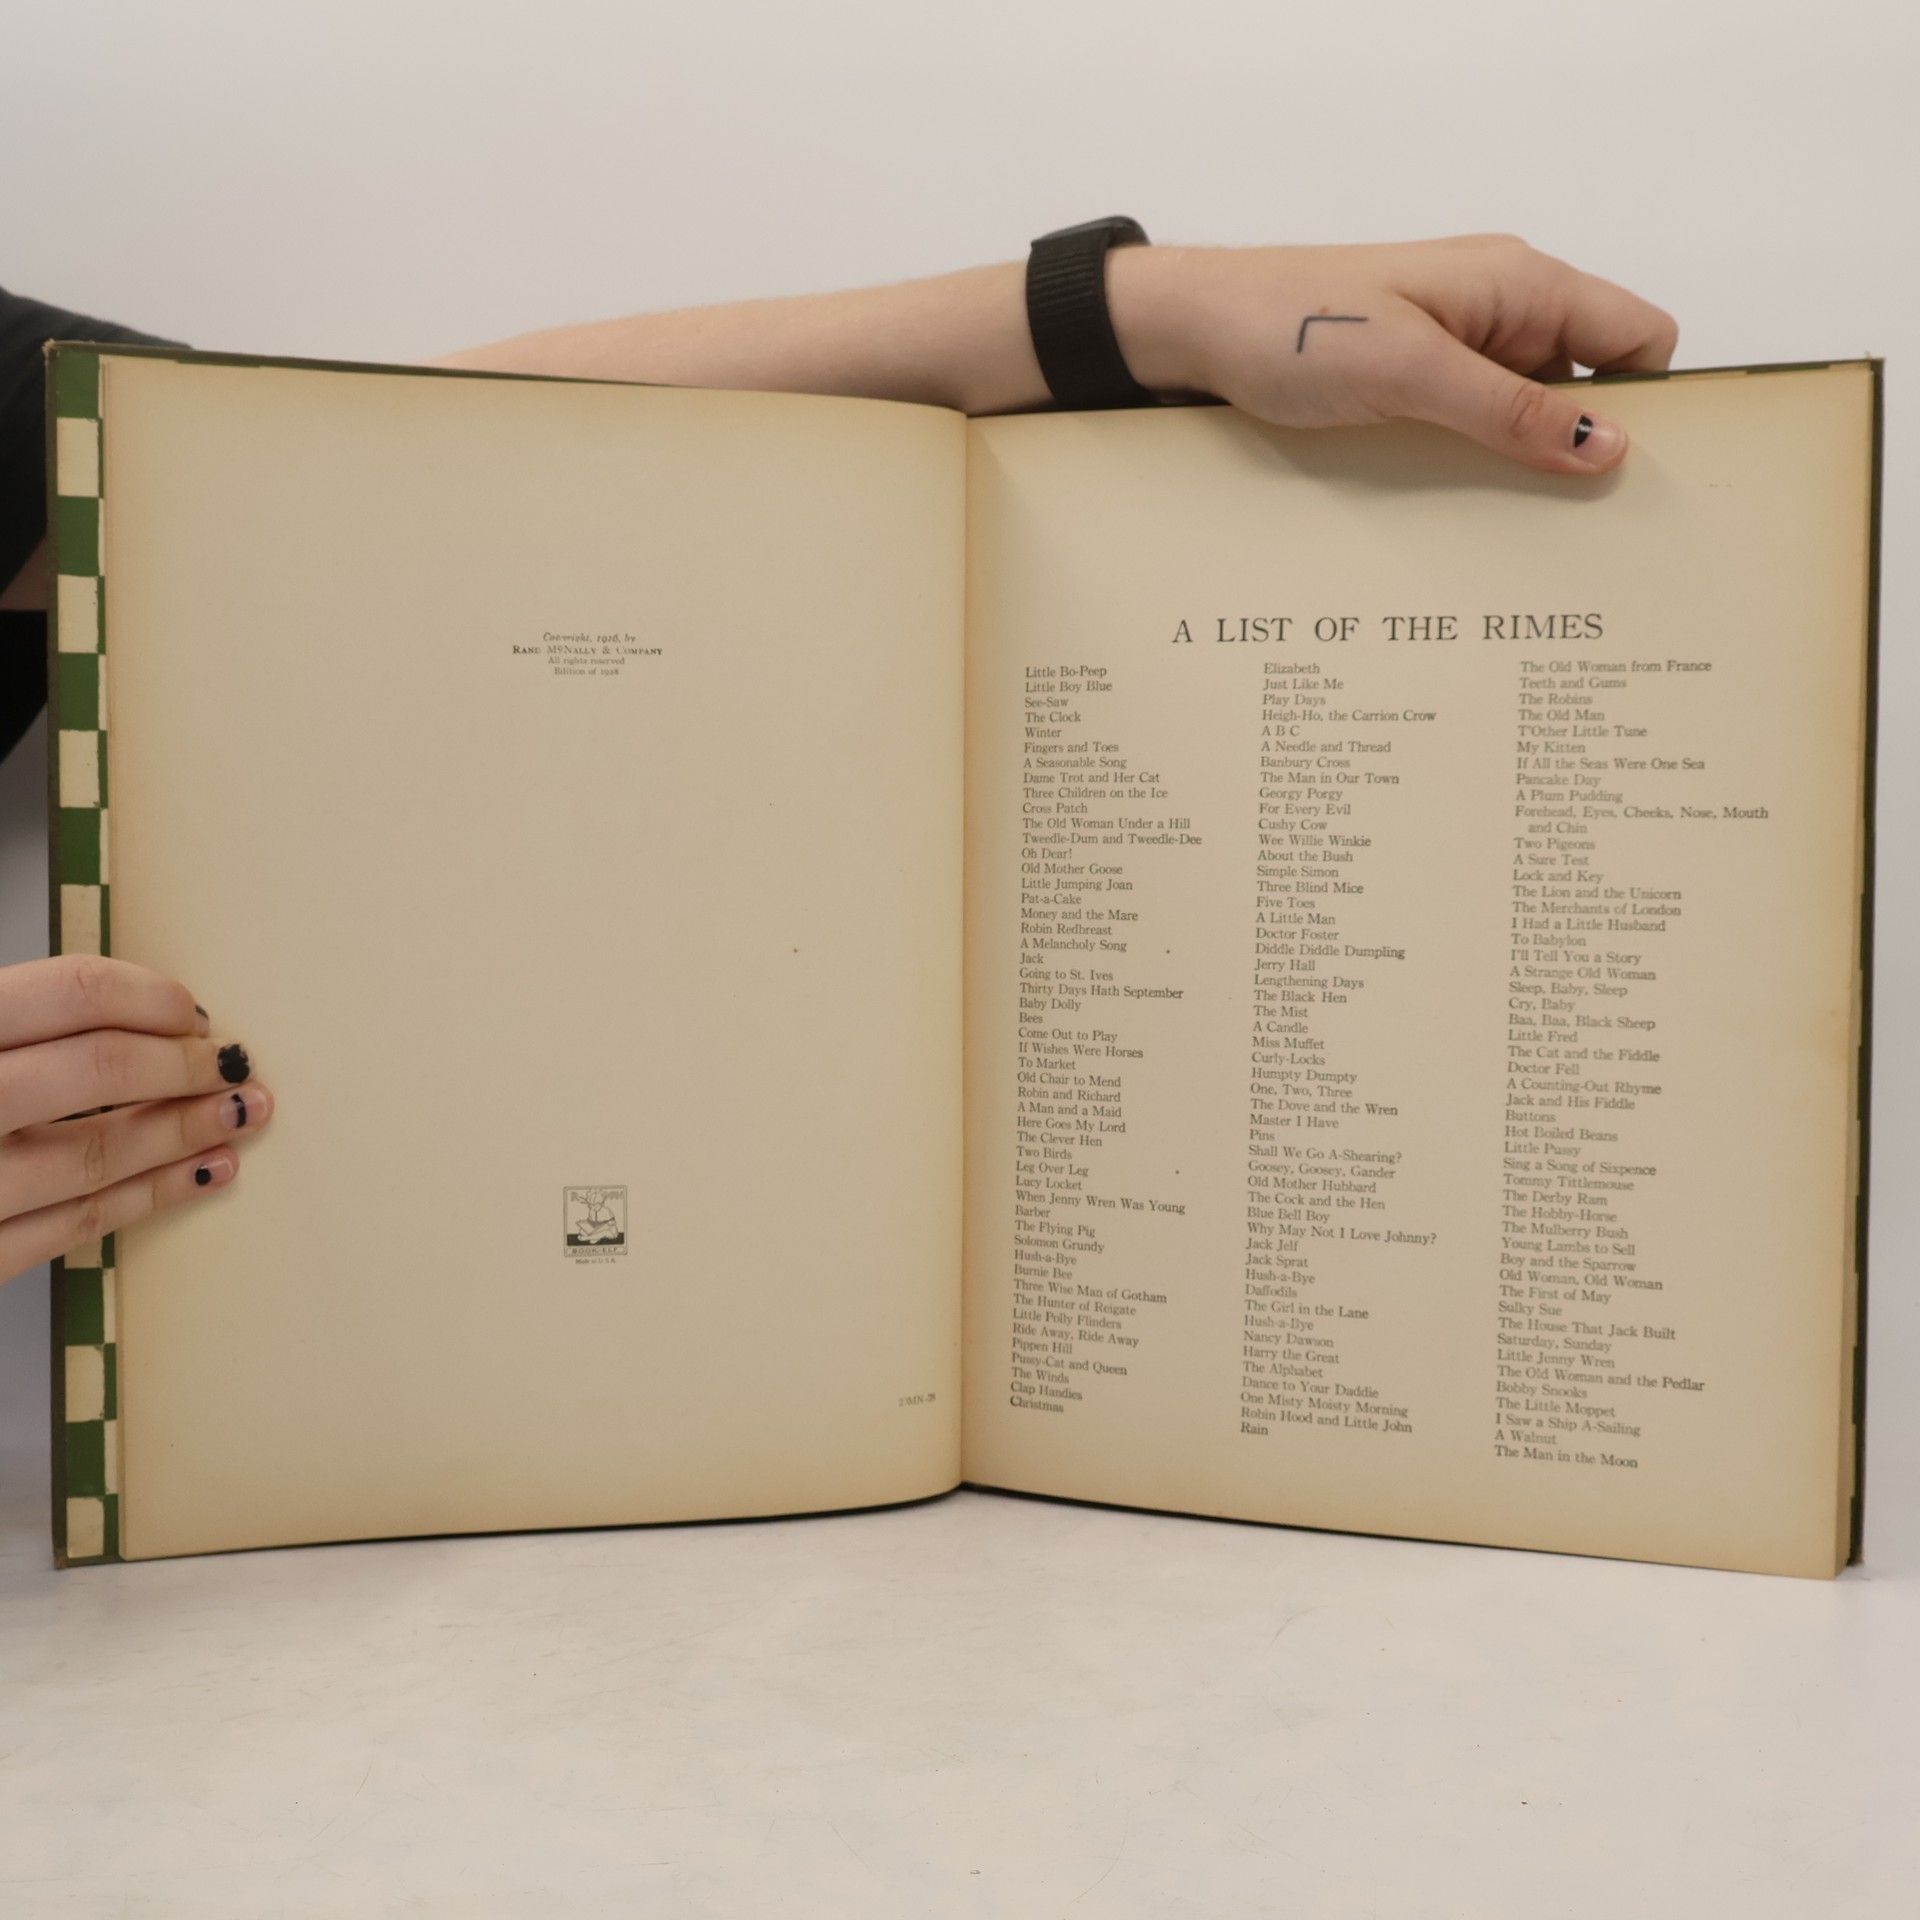 Copyright, 1916, by
RAND MCNALLY & COMPANY
All rights reserved
Edition of 1928
BOOK-ELF
Made in U.S.A.
A LIST OF THE RIMES
Little Bo-Peep
Little Boy Blue
See-Saw
The Clock
Winter
Fingers and Toes
A Seasonable Song
Dame Trot and Her Cat
Three Children on the Ice
Cross Patch
The Old Woman Under a Hill
Tweedle-Dum and Tweedle-Dee
Oh Dear!
Old Mother Goose
Little Jumping Joan
Pat-a-Cake
Money and the Mare
Robin Redbreast
A Melancholy Song
Jack
Going to St. Ives
Thirty Days Hath September
Baby Dolly
Bees
Come Out to Play
If Wishes Were Horses
To Market
Old Chair to Mend
Robin and Richard
A Man and a Maid
Here Goes My Lord
The Clever Hen
Two Birds
Leg Over Leg
Lucy Locket
When Jenny Wren Was Young
Barber
The Flying Pig
Solomon Grundy
Hush-a-Bye
Burnie Bee
Three Wise Man of Gotham
The Hunter of Reigate
Little Polly Flinders
Ride Away, Ride Away
Pippen Hill
Pussy-Cat and Queen
The Winds
Clap Handies
Christmas
Elizabeth
Just Like Me
Play Days
Heigh-Ho, the Carrion Crow
A B C
A Needle and Thread
Banbury Cross
The Man in Our Town
Georgy Porgy
For Every Evil
Cushy Cow
Wee Willie Winkie
About the Bush
Simple Simon
Three Blind Mice
Five Toes
A Little Man
Doctor Foster
Diddle Diddle Dumpling
Jerry Hall
Lengthening Days
The Black Hen
The Mist
A Candle
Miss Muffet
Curly-Locks
Humpty Dumpty
One, Two, Three
The Dove and the Wren
Master I Have
Pins
Shall We Go A-Shearing?
Goosey, Goosey, Gander
Old Mother Hubbard
The Cock and the Hen
Blue Bell Boy
Why May Not I Love Johnny?
Jack Jelf
Jack Sprat
Hush-a-Bye
Daffodils
The Girl in the Lane
Hush-a-Bye
Nancy Dawson
Harry the Great
The Alphabet
Dance to Your Daddie
One Misty Moisty Morning
Robin Hood and Little John
Rain
The Old Woman from France
Teeth and Gums
The Robins
The Old Man
T'Other Little Tune
My Kitten
If All the Seas Were One Sea
Pancake Day
A Plum Pudding
Forehead, Eyes, Cheeks, Nose, Mouth
and Chin
Two Pigeons
A Sure Test
Lock and Key
The Lion and the Unicorn
The Merchants of London
I Had a Little Husband
To Babylon
I'll Tell You a Story
A Strange Old Woman
Sleep, Baby, Sleep
Cry, Baby
Baa, Baa, Black Sheep
Little Fred
The Cat and the Fiddle
Doctor Fell
A Counting-Out Rhyme
Jack and His Fiddle
Buttons
Hot Boiled Beans
Little Pussy
Sing a Song of Sixpence
Tommy Tittlemouse
The Derby Ram
The Hobby-Horse
The Mulberry Bush
Young Lambs to Sell
Boy and the Sparrow
Old Woman, Old Woman
The First of May
Sulky Sue
The House That Jack Built
Saturday, Sunday
Little Jenny Wren
The Old Woman and the Pedlar
Bobby Snooks
The Little Moppet
I Saw a Ship A-Sailing
A Walnut
The Man in the Moon